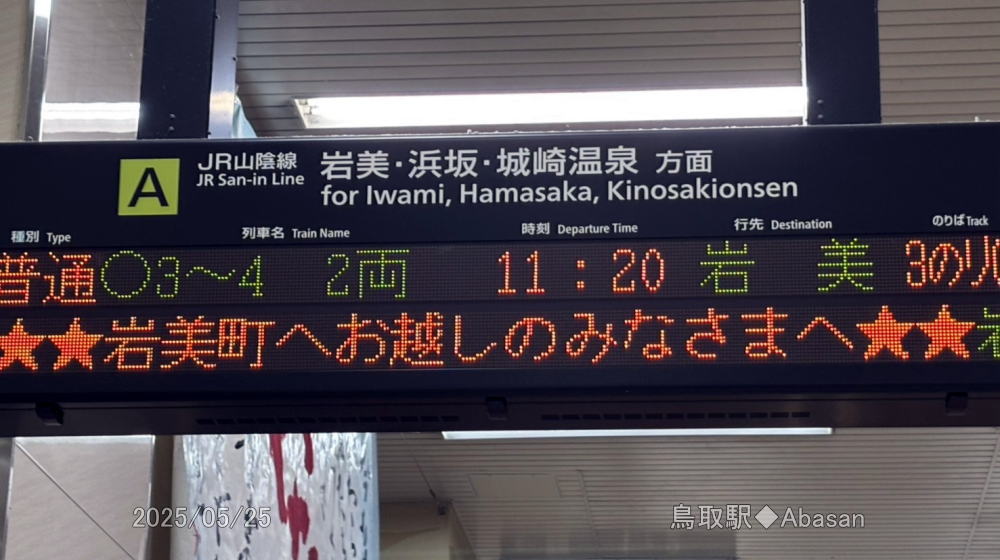 A
JR山陰線 岩美・浜坂・城崎温泉 方面
JR San-in Line for Iwami, Hamasaka, Kinosakionsen
種別 Type 列車名 Train Name 時刻 Departure Time 行先 Destination のりば Track
普通 ○3〜4 2両 11:20 岩 美 3のり
★★岩美町へお越しのみなさまへ★★
2025/05/25 鳥取駅◆Abasan